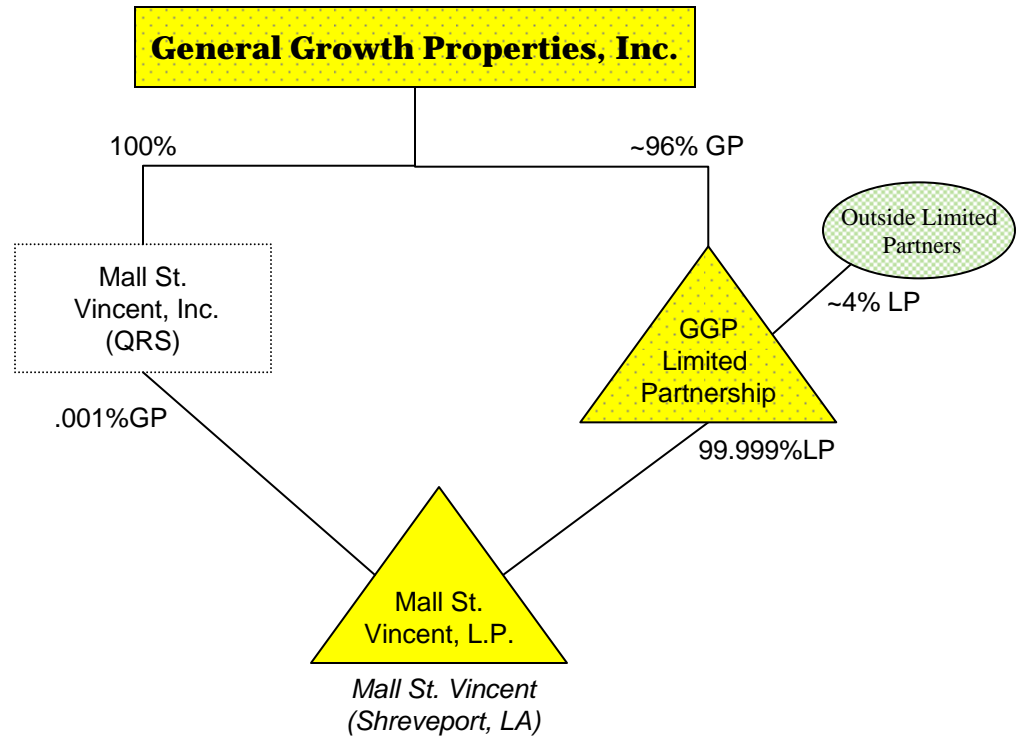 General Growth Properties, Inc.
100%
~96% GP
Outside Limited
Partners
~4% LP
Mall St.
Vincent, Inc.
(QRS)
GGP
Limited
Partnership
.001%GP
99.999%LP
Mall St.
Vincent, L.P.
Mall St. Vincent
(Shreveport, LA)